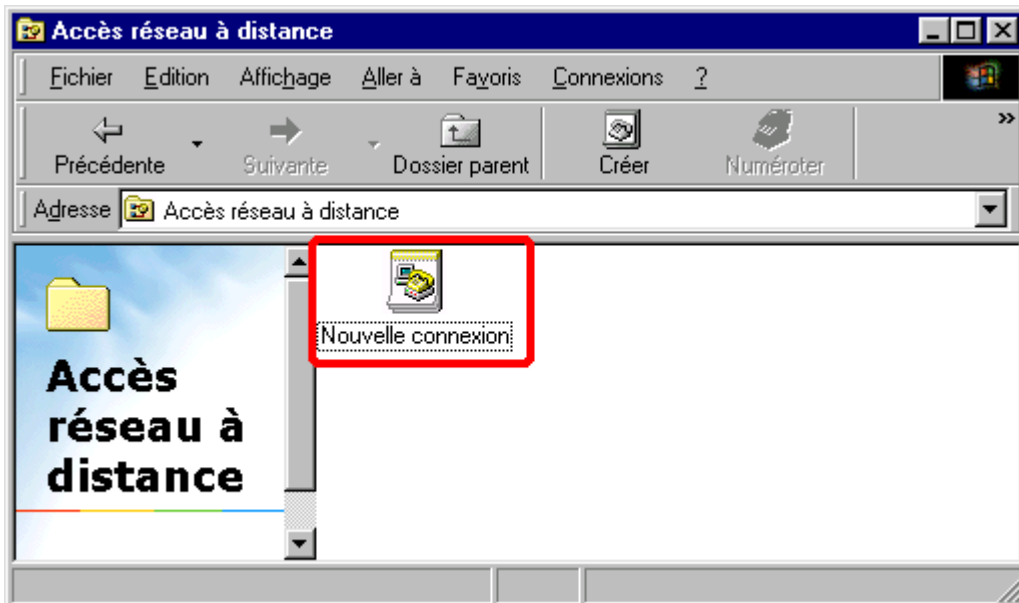 Accès réseau à distance
Fichier Edition Affichage Aller à Favoris Connexions ?
Précédente Suivante Dossier parent Créer Numéroter »
Adresse Accès réseau à distance
Nouvelle connexion
Accès
réseau à
distance